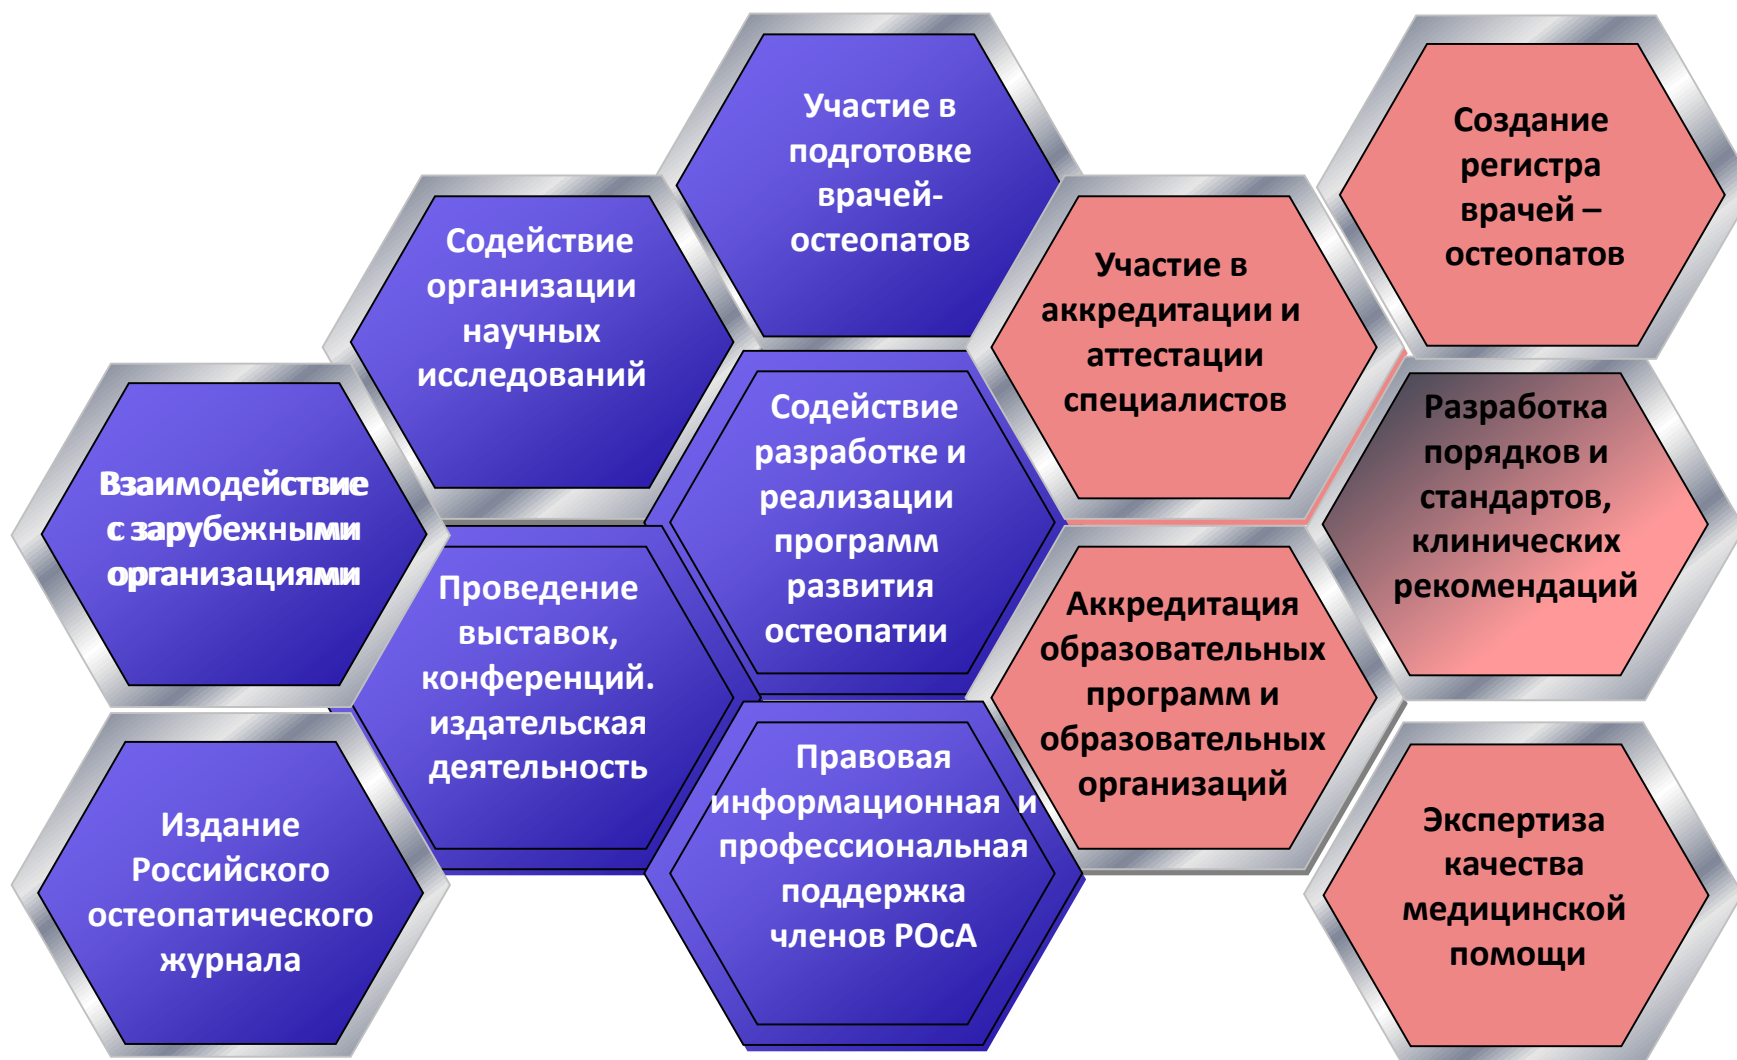 Участие в
подготовке
врачей-
остеопатов
Создание
регистра
врачей –
остеопатов
Содействие
организации
научных
исследований
Участие в
аккредитации и
аттестации
специалистов
Содействие
разработке и
реализации
программ
развития
остеопатии
Разработка
порядков и
стандартов,
клинических
рекомендаций
Взаимодействие
с зарубежными
организациями
Проведение
выставок,
конференций.
издательская
деятельность
Аккредитация
образовательных
программ и
образовательных
организаций
Правовая
информационная и
профессиональная
поддержка
членов РОсА
Издание
Российского
остеопатического
журнала
Экспертиза
качества
медицинской
помощи